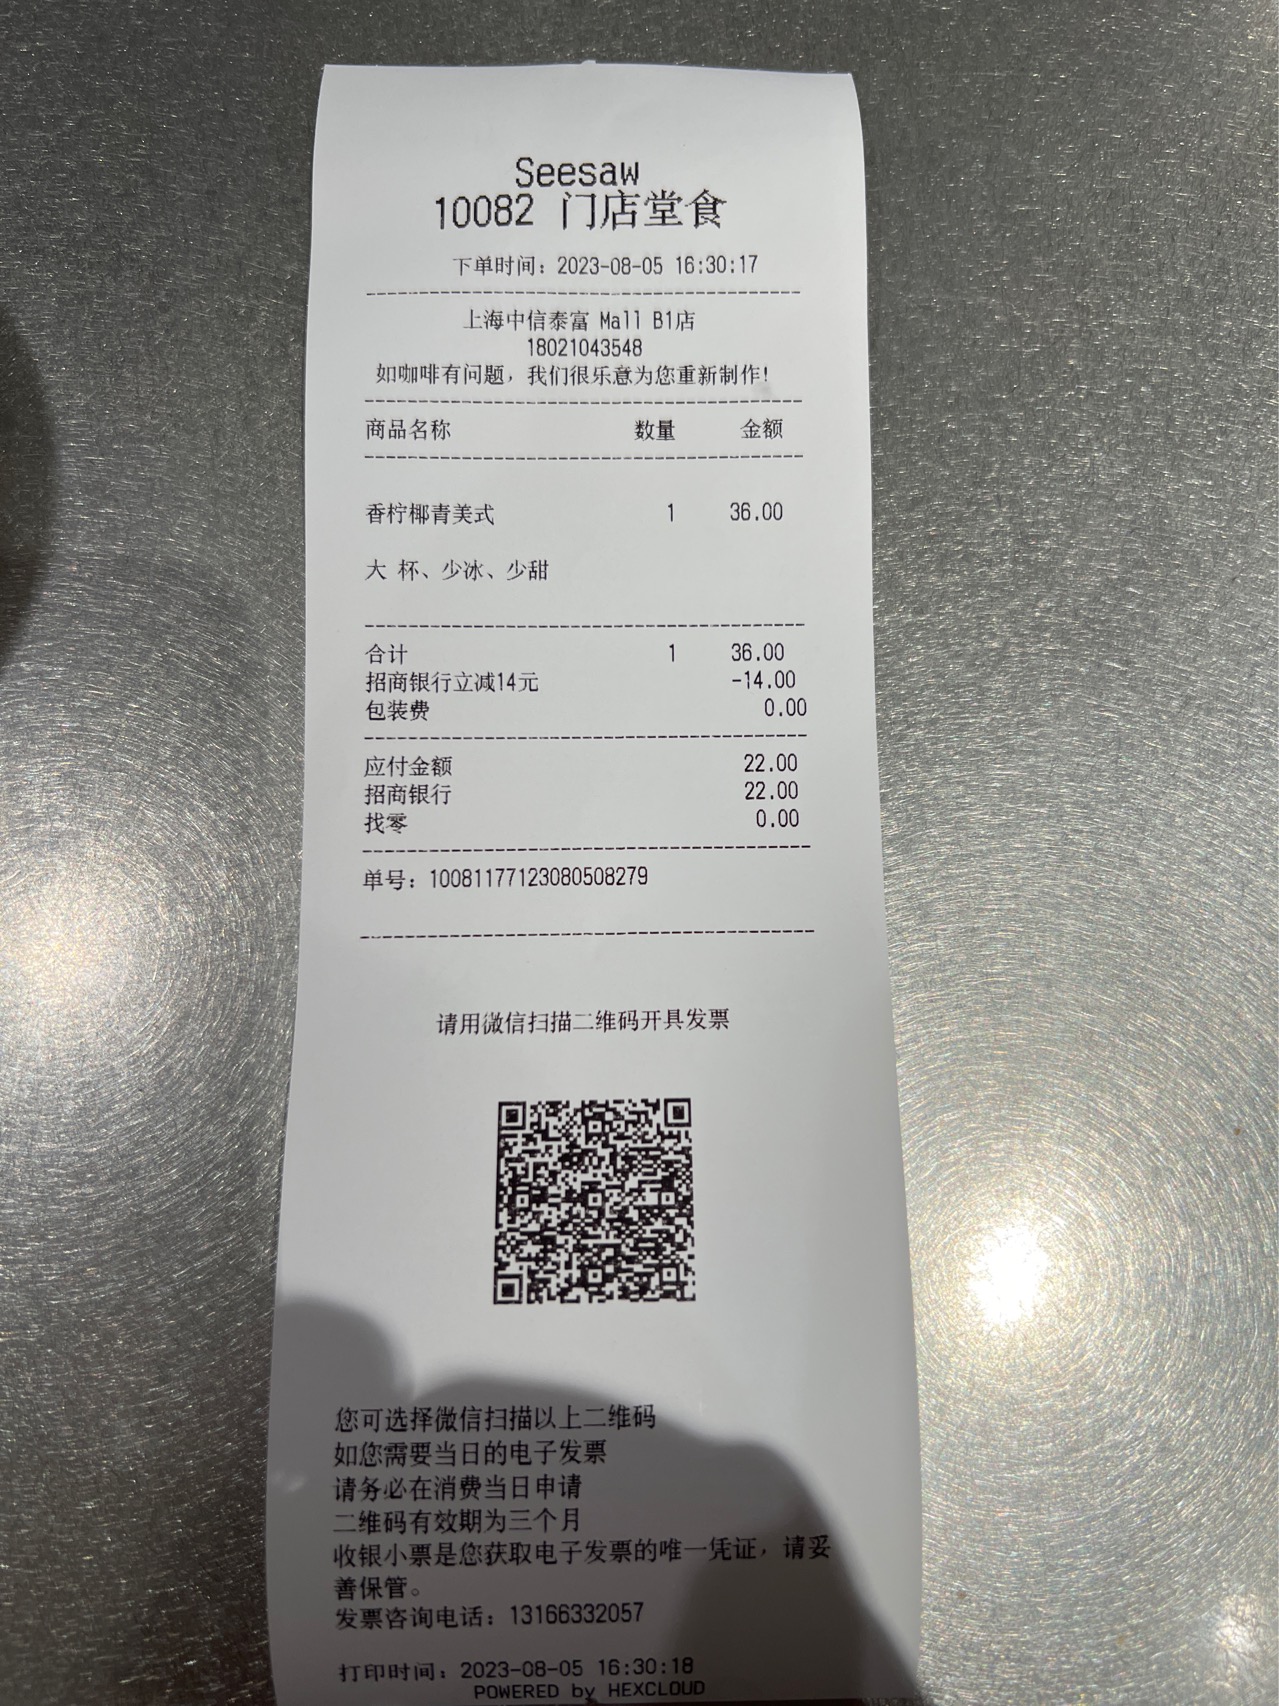 Seesaw
10082 门店堂食
下单时间：2023-08-05 16:30:17
上海中信泰富 Mall B1店
18021043548
如咖啡有问题，我们很乐意为您重新制作！
商品名称 数量 金额
香柠椰青美式 1 36.00
大 杯、少冰、少甜
合计 1 36.00
招商银行立减14元 -14.00
包装费 0.00
应付金额 22.00
招商银行 22.00
找零 0.00
单号：10081177123080508279
请用微信扫描二维码开具发票
您可选择微信扫描以上二维码
如您需要当日的电子发票
请务必在消费当日申请
二维码有效期为三个月
收银小票是您获取电子发票的唯一凭证，请妥
善保管。
发票咨询电话：13166332057
打印时间：2023-08-05 16:30:18
POWERED by HEXCLOUD